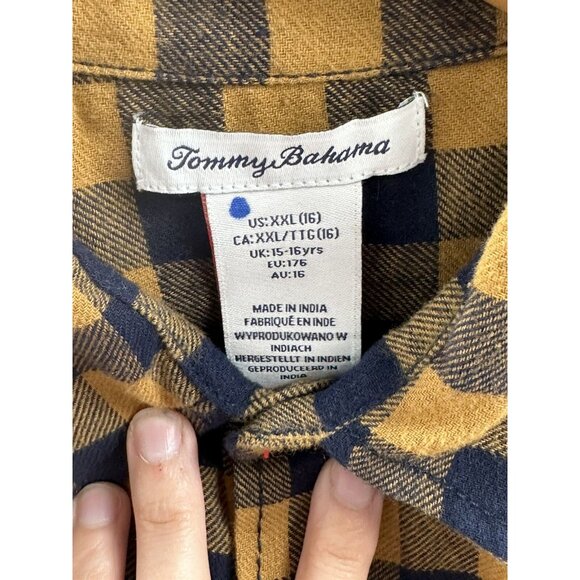 Tommy Bahama
US: XXL (16)
CA: XXL/TTG (16)
UK: 15-16yrs
EU: 176
AU: 16
MADE IN INDIA
FABRIQUÉ EN INDE
WYPRODUKOWANO W
INDIACH
HERGESTELLT IN INDIEN
GEPRODUCEERD IN
INDIA